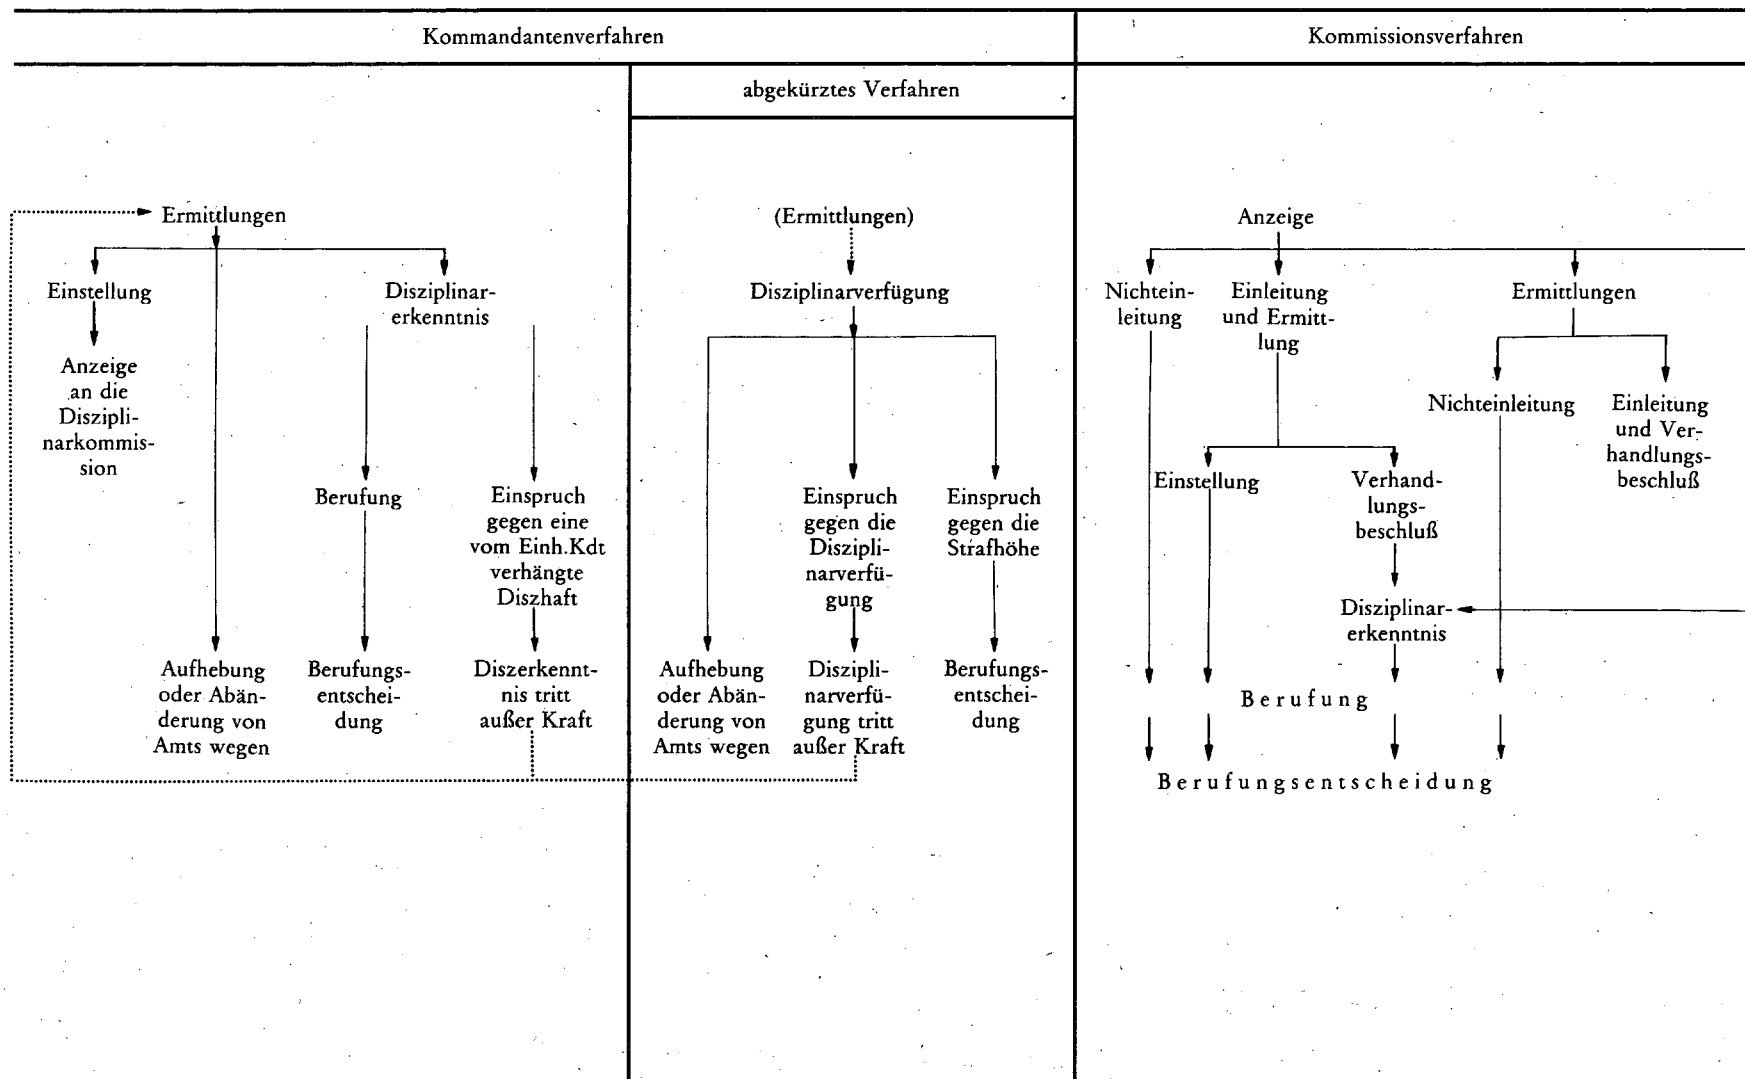 Kommandantenverfahren
Kommissionsverfahren
abgekürztes Verfahren
Ermittlungen
Einstellung
Anzeige
an die
Diszipli-
narkommis-
sion
Disziplinar-
erkenntnis
Berufung
Einspruch
gegen eine
vom Einh.Kdt
verhängte
Diszhaft
Aufhebung
oder Abän-
derung von
Amts wegen
Berufungs-
entschei-
dung
Diszerkennt-
nis tritt
außer Kraft
(Ermittlungen)
Disziplinarverfügung
Einspruch
gegen die
Diszipli-
narverfü-
gung
Einspruch
gegen die
Strafhöhe
Aufhebung
oder Abän-
derung von
Amts wegen
Diszipli-
narverfü-
gung tritt
außer Kraft
Berufungs-
entschei-
dung
Anzeige
Nichtein-
leitung
Einleitung
und Ermitt-
lung
Ermittlungen
Nichteinleitung
Einleitung
und Ver-
handlungs-
beschluß
Einstellung
Verhand-
lungs-
beschluß
Disziplinar-
erkenntnis
Berufung
Berufungsentscheidung